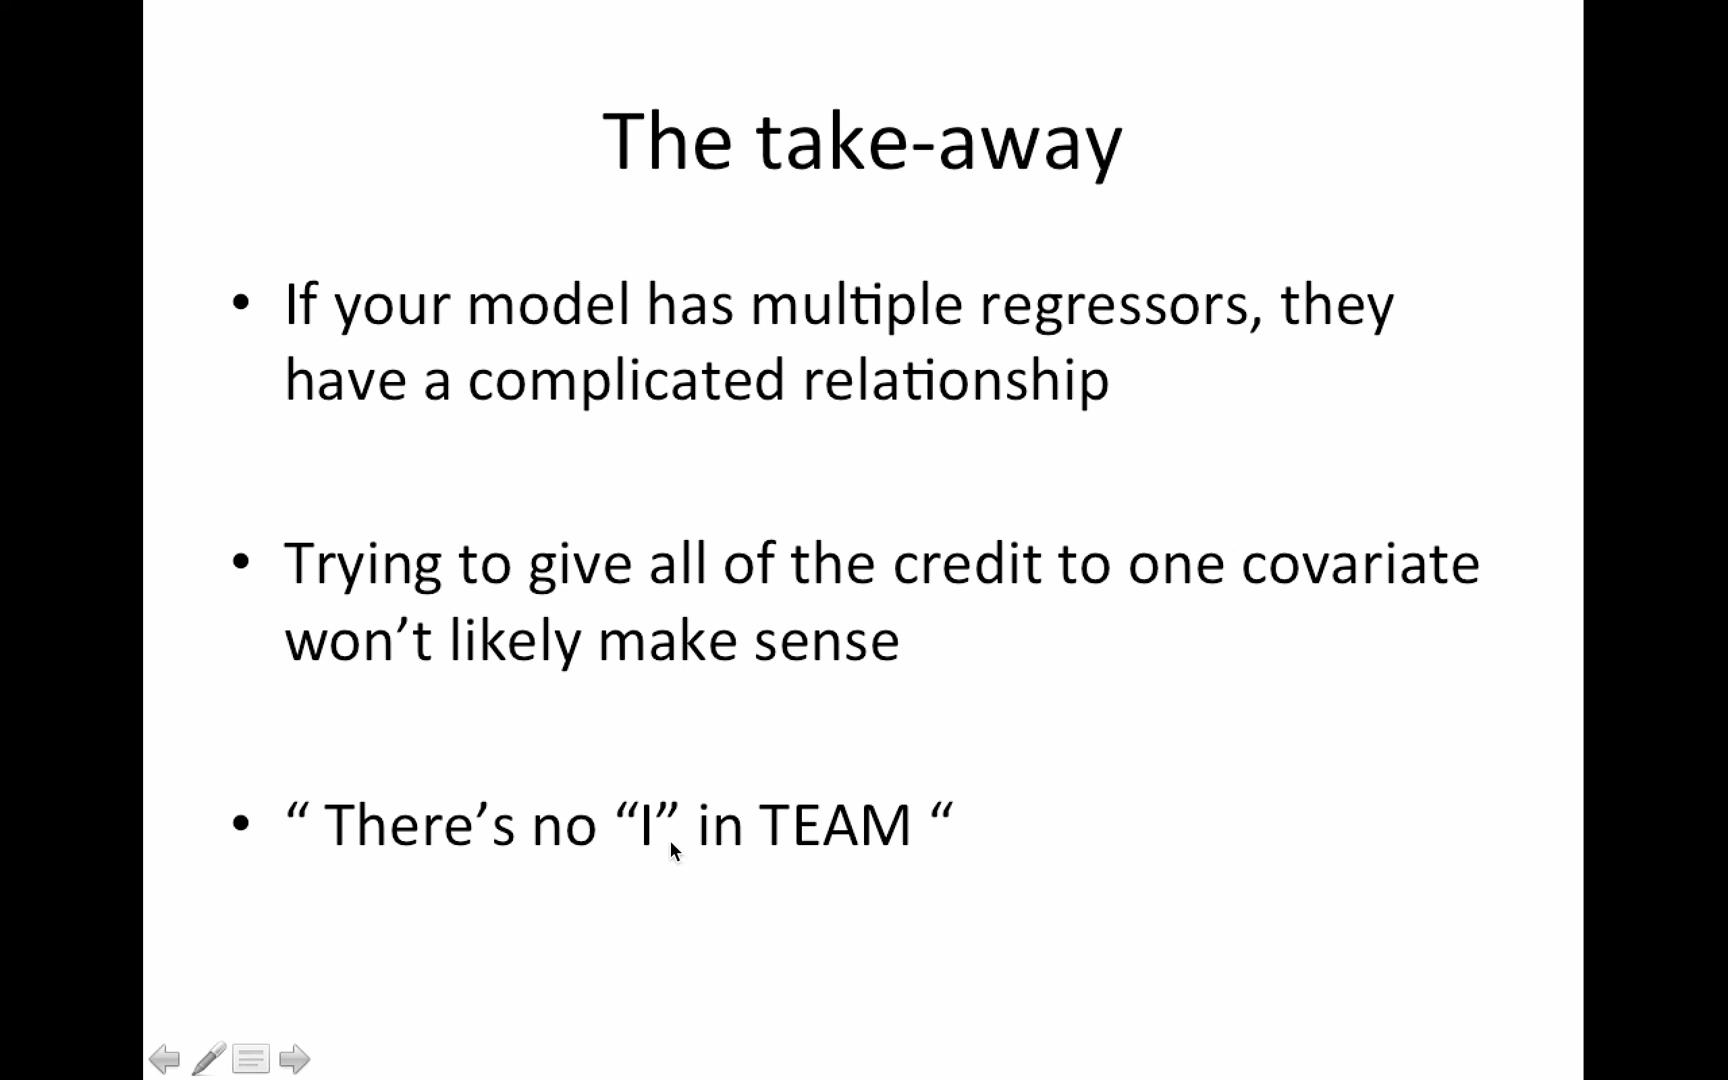 The take-away
• If your model has multiple regressors, they
have a complicated relationship
• Trying to give all of the credit to one covariate
won’t likely make sense
• “ There’s no “I” in TEAM “